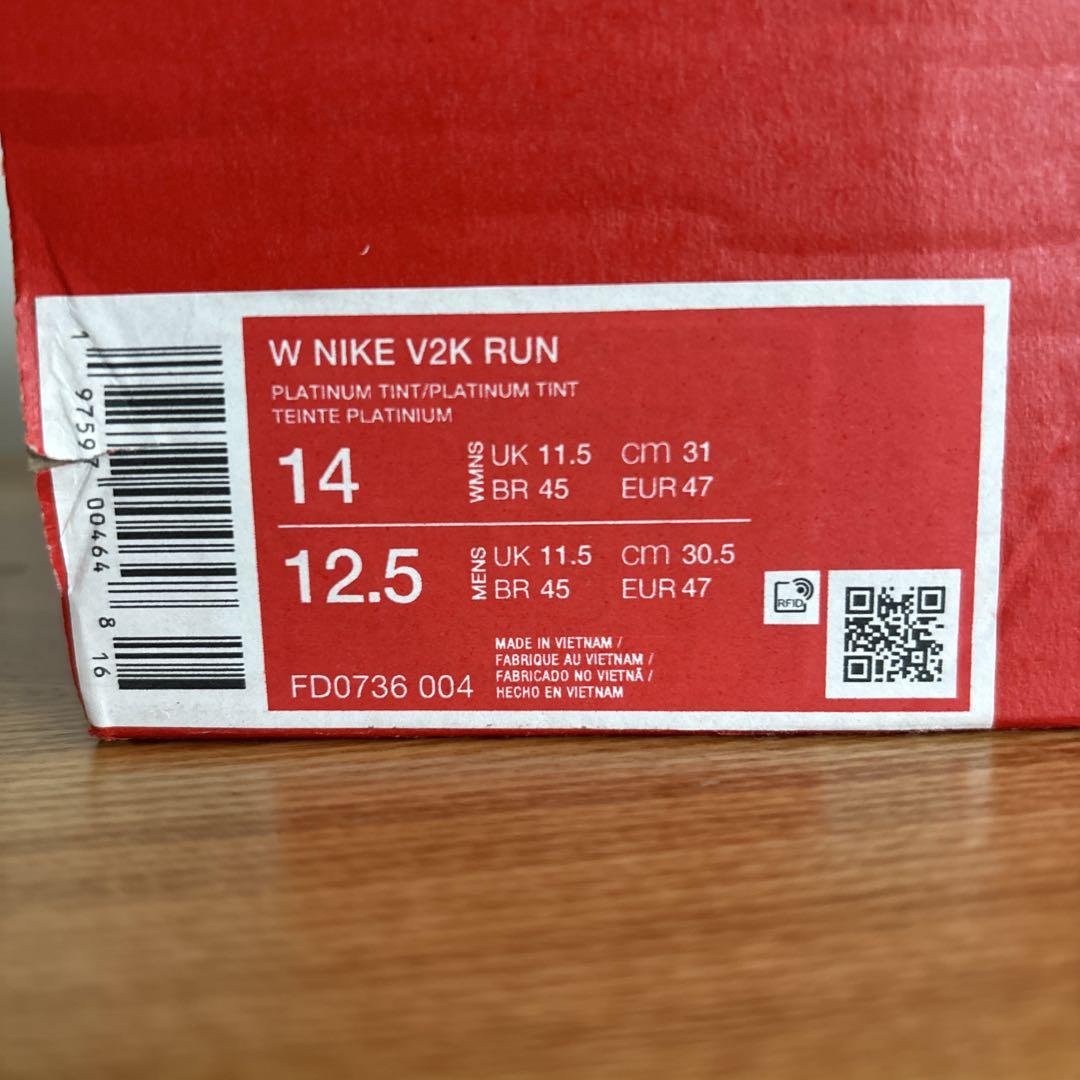 W NIKE V2K RUN
PLATINUM TINT/PLATINUM TINT
TEINTE PLATINIUM
14 WMNS UK 11.5 cm 31
BR 45 EUR 47
12.5 MENS UK 11.5 cm 30.5
BR 45 EUR 47
MADE IN VIETNAM /
FABRIQUE AU VIETNAM /
FABRICADO NO VIETNÃ /
FD0736 004 HECHO EN VIETNAM
RFID
1 97597 00464 8 16